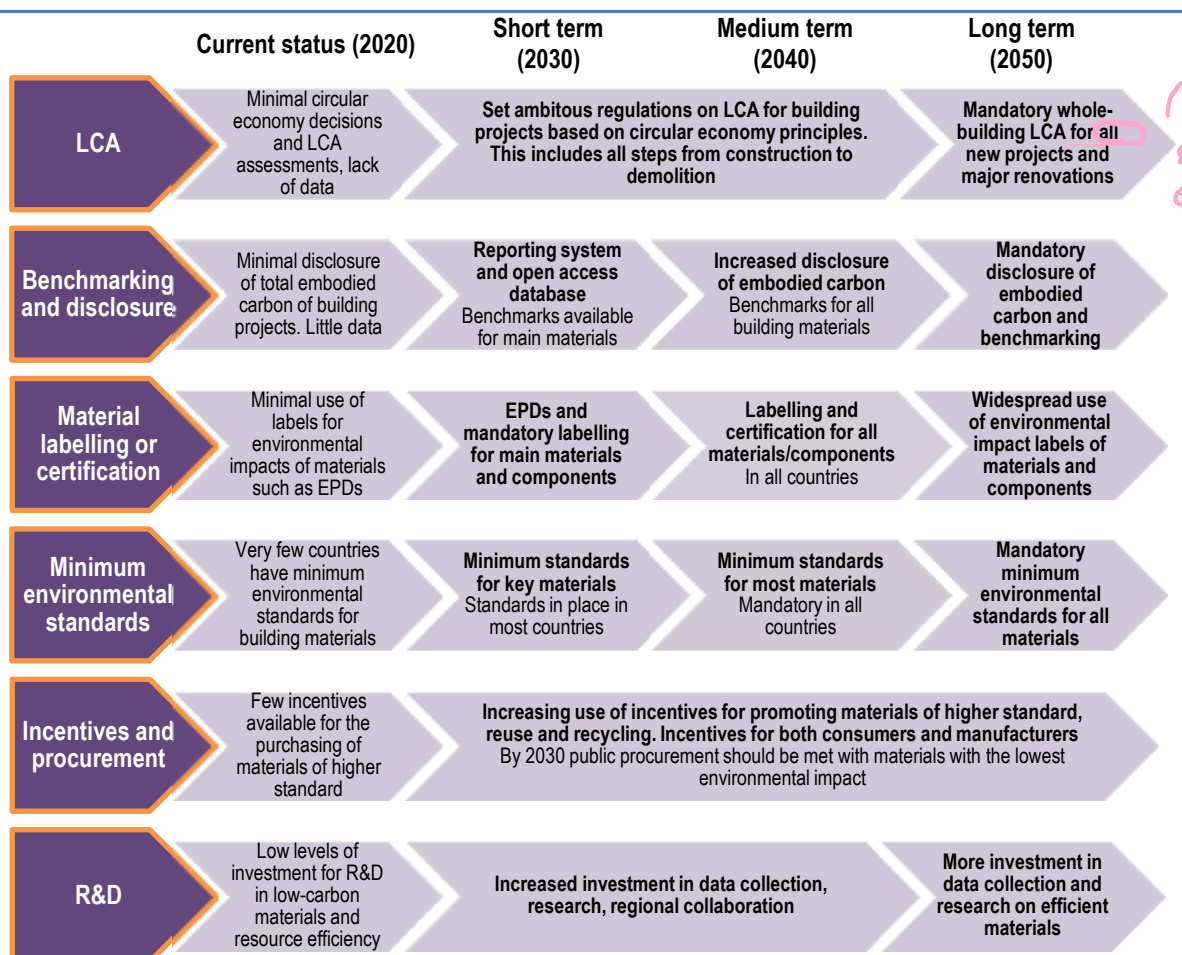 Current status (2020)
Short term
(2030)
Medium term
(2040)
Long term
(2050)
LCA
Minimal circular
economy decisions
and LCA
assessments, lack
of data
Set ambitous regulations on LCA for building
projects based on circular economy principles.
This includes all steps from construction to
demolition
Mandatory whole-
building LCA for all
new projects and
major renovations
Benchmarking
and disclosure
Minimal disclosure
of total embodied
carbon of building
projects. Little data
Reporting system
and open access
database
Benchmarks available
for main materials
Increased disclosure
of embodied carbon
Benchmarks for all
building materials
Mandatory
disclosure of
embodied
carbon and
benchmarking
Material
labelling or
certification
Minimal use of
labels for
environmental
impacts of materials
such as EPDs
EPDs and
mandatory labelling
for main materials
and components
Labelling and
certification for all
materials/components
In all countries
Widespread use
of environmental
impact labels of
materials and
components
Minimum
environmental
standards
Very few countries
have minimum
environmental
standards for
building materials
Minimum standards
for key materials
Standards in place in
most countries
Minimum standards
for most materials
Mandatory in all
countries
Mandatory
minimum
environmental
standards for all
materials
Incentives and
procurement
Few incentives
available for the
purchasing of
materials of higher
standard
Increasing use of incentives for promoting materials of higher standard,
reuse and recycling. Incentives for both consumers and manufacturers
By 2030 public procurement should be met with materials with the lowest
environmental impact
R&D
Low levels of
investment for R&D
in low-carbon
materials and
resource efficiency
Increased investment in data collection,
research, regional collaboration
More investment in
data collection and
research on efficient
materials